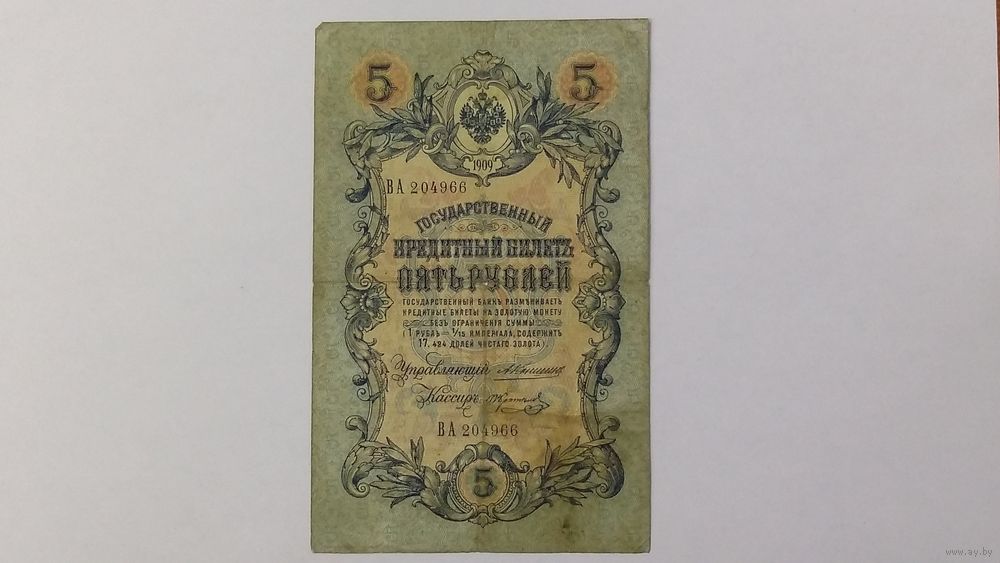 5 5
1909
ВА 204966
ГОСУДАРСТВЕННЫЙ
КРЕДИТНЫЙ БИЛЕТЪ
ПЯТЬ РУБЛЕЙ
ГОСУДАРСТВЕННЫЙ БАНКЪ РАЗМѢНИВАЕТЪ
КРЕДИТНЫЕ БИЛЕТЫ НА ЗОЛОТУЮ МОНЕТУ
БЕЗЪ ОГРАНИЧЕНІЯ СУММЫ
(1 РУБЛЬ = 1/15 ИМПЕРІАЛА, СОДЕРЖИТЪ
17,424 ДОЛЕЙ ЧИСТАГО ЗОЛОТА).
Управляющій
Кассиръ
ВА 204966
5
www.ay.by